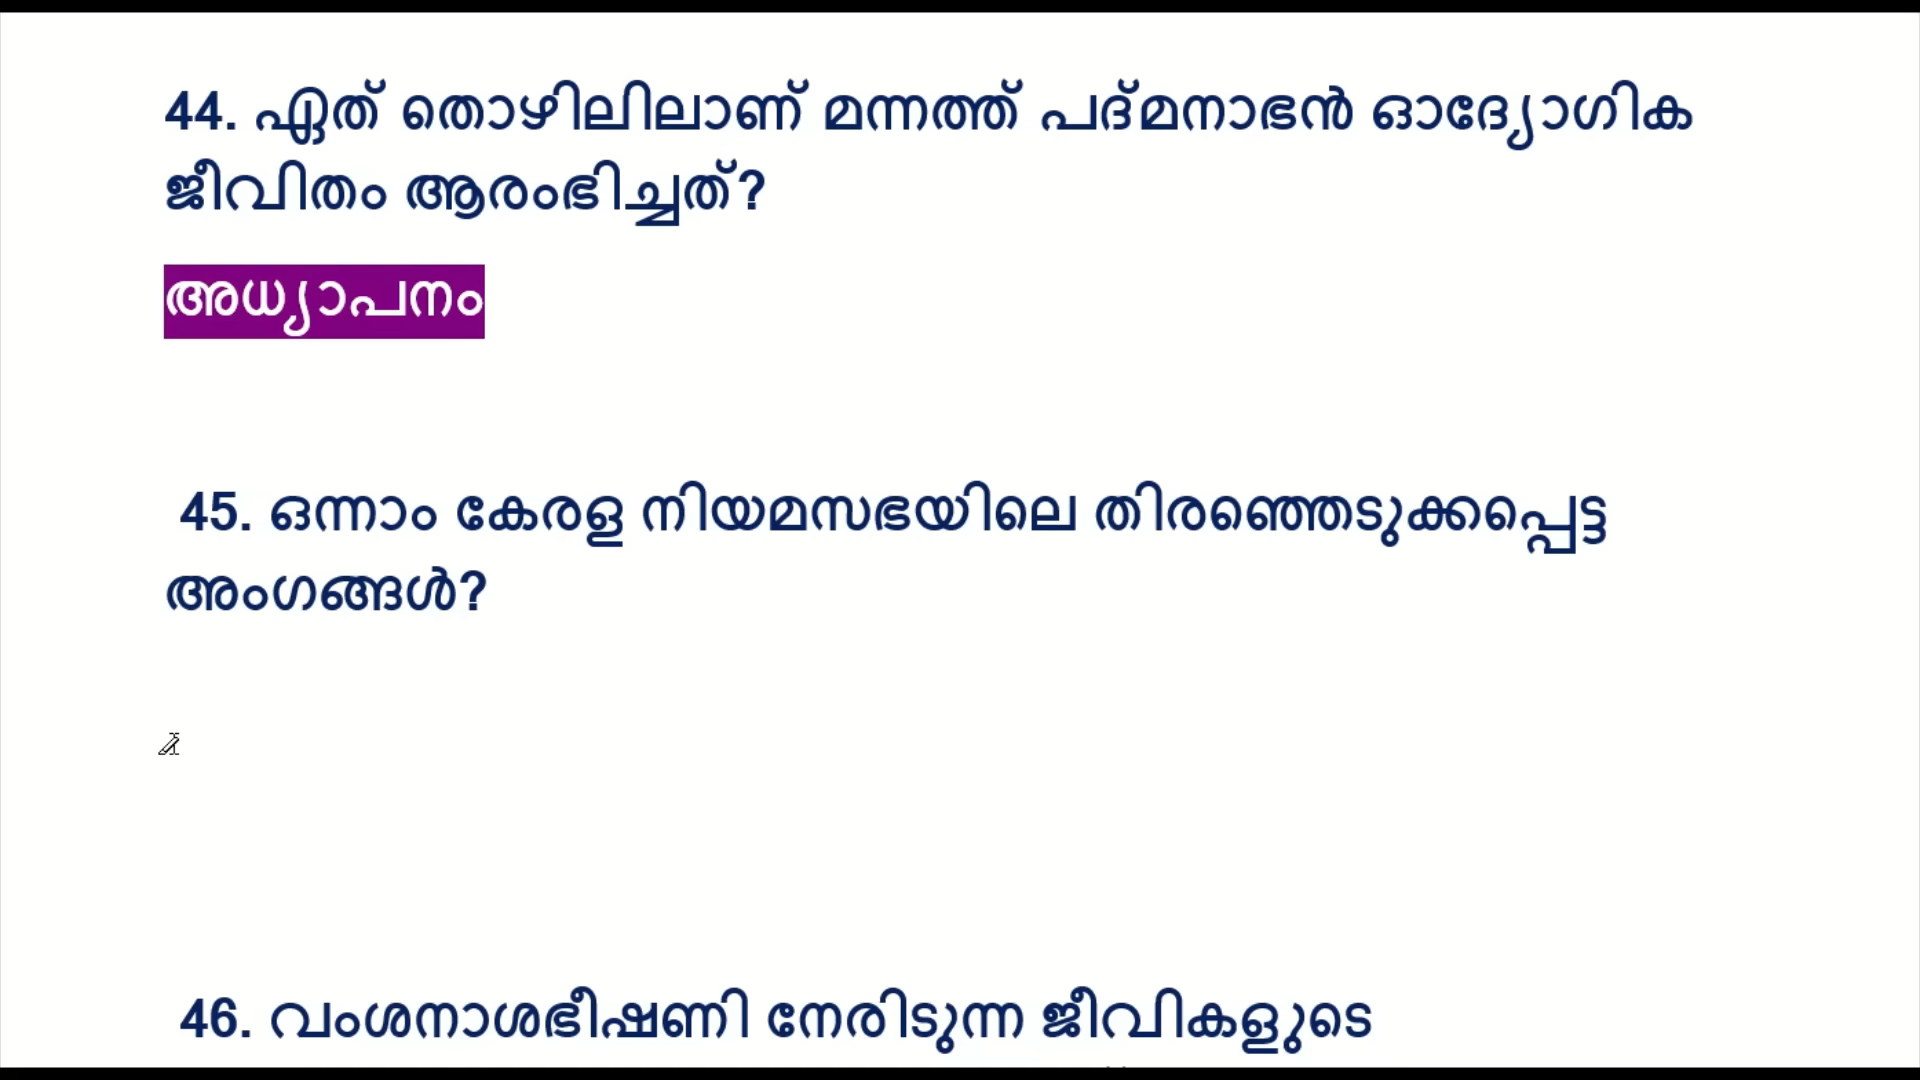 44. ഏത് തൊഴിലിലാണ് മന്നത്ത് പദ്മനാഭൻ ഓദ്യോഗിക
ജീവിതം ആരംഭിച്ചത്?
അധ്യാപനം
45. ഒന്നാം കേരള നിയമസഭയിലെ തിരഞ്ഞെടുക്കപ്പെട്ട
അംഗങ്ങൾ?
46. വംശനാശഭീഷണി നേരിടുന്ന ജീവികളുടെ